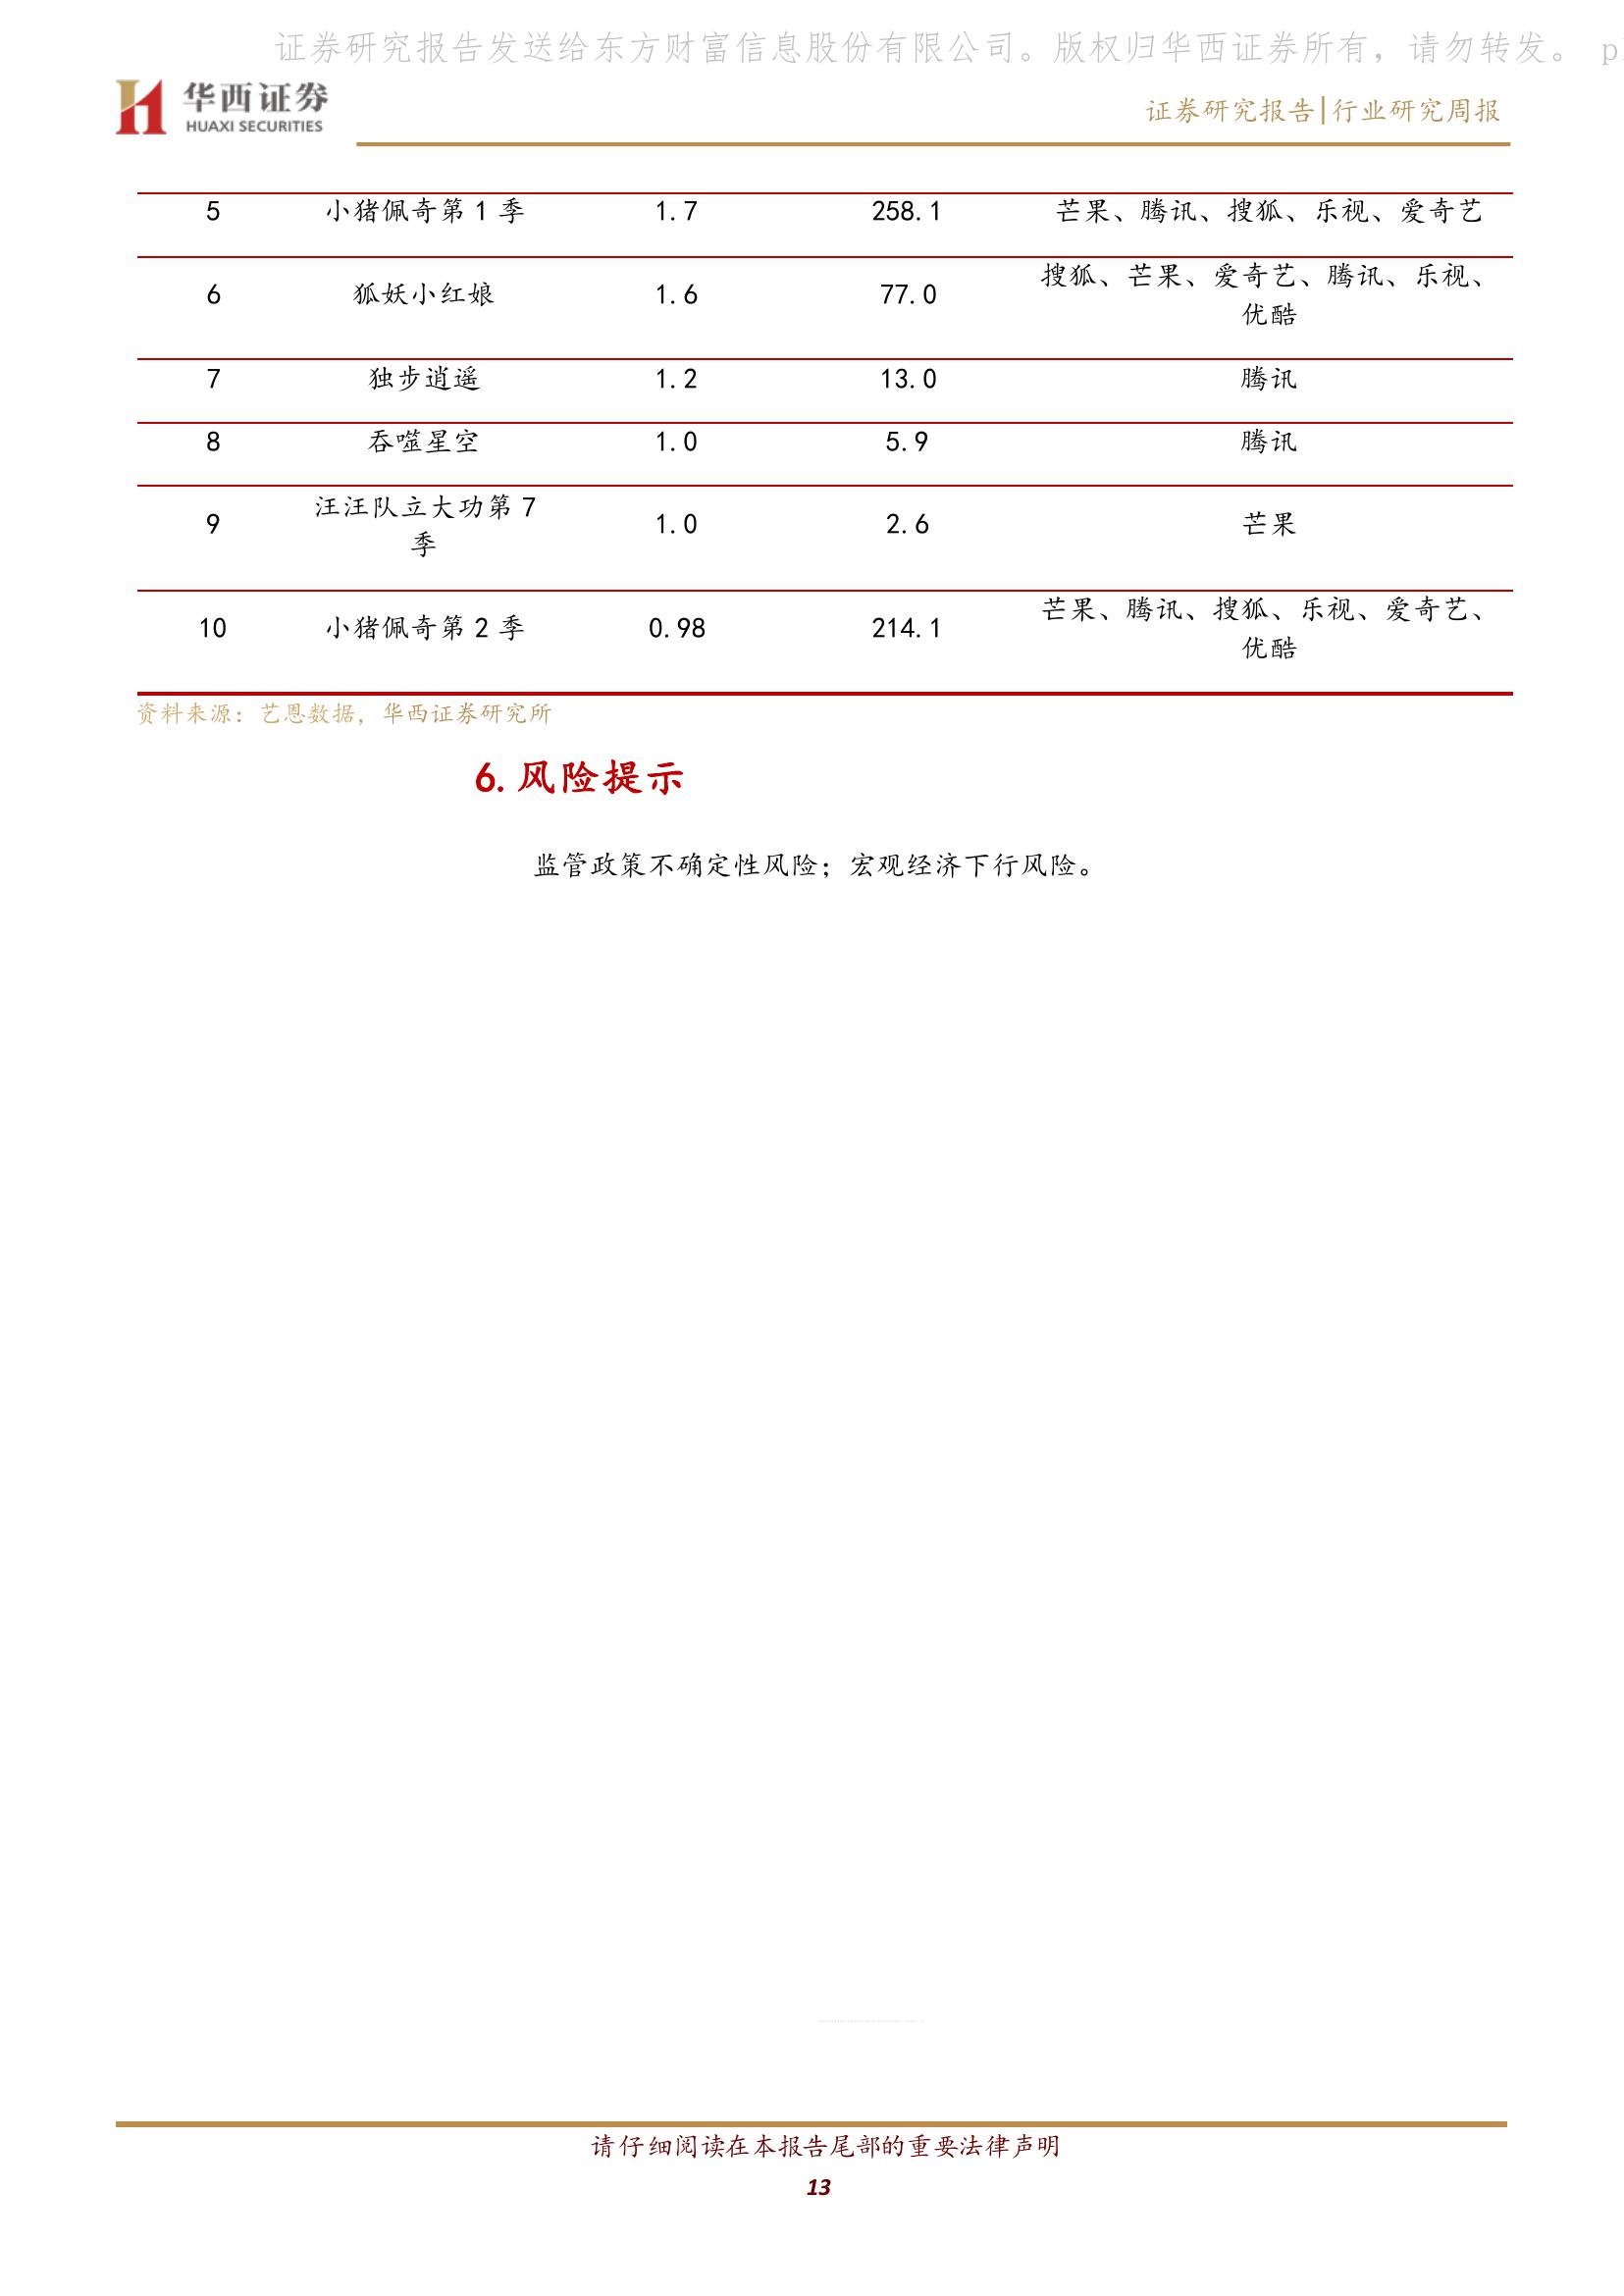 证券研究报告发送给东方财富信息股份有限公司。版权归华西证券所有，请勿转发。 p
华西证券
HUAXI SECURITIES
证券研究报告|行业研究周报
5 小猪佩奇第 1 季 1.7 258.1 芒果、腾讯、搜狐、乐视、爱奇艺
6 狐妖小红娘 1.6 77.0 搜狐、芒果、爱奇艺、腾讯、乐视、
优酷
7 独步逍遥 1.2 13.0 腾讯
8 吞噬星空 1.0 5.9 腾讯
9 汪汪队立大功第 7
季 1.0 2.6 芒果
10 小猪佩奇第 2 季 0.98 214.1 芒果、腾讯、搜狐、乐视、爱奇艺、
优酷
资料来源：艺恩数据，华西证券研究所
6.风险提示
监管政策不确定性风险；宏观经济下行风险。
请仔细阅读在本报告尾部的重要法律声明
13